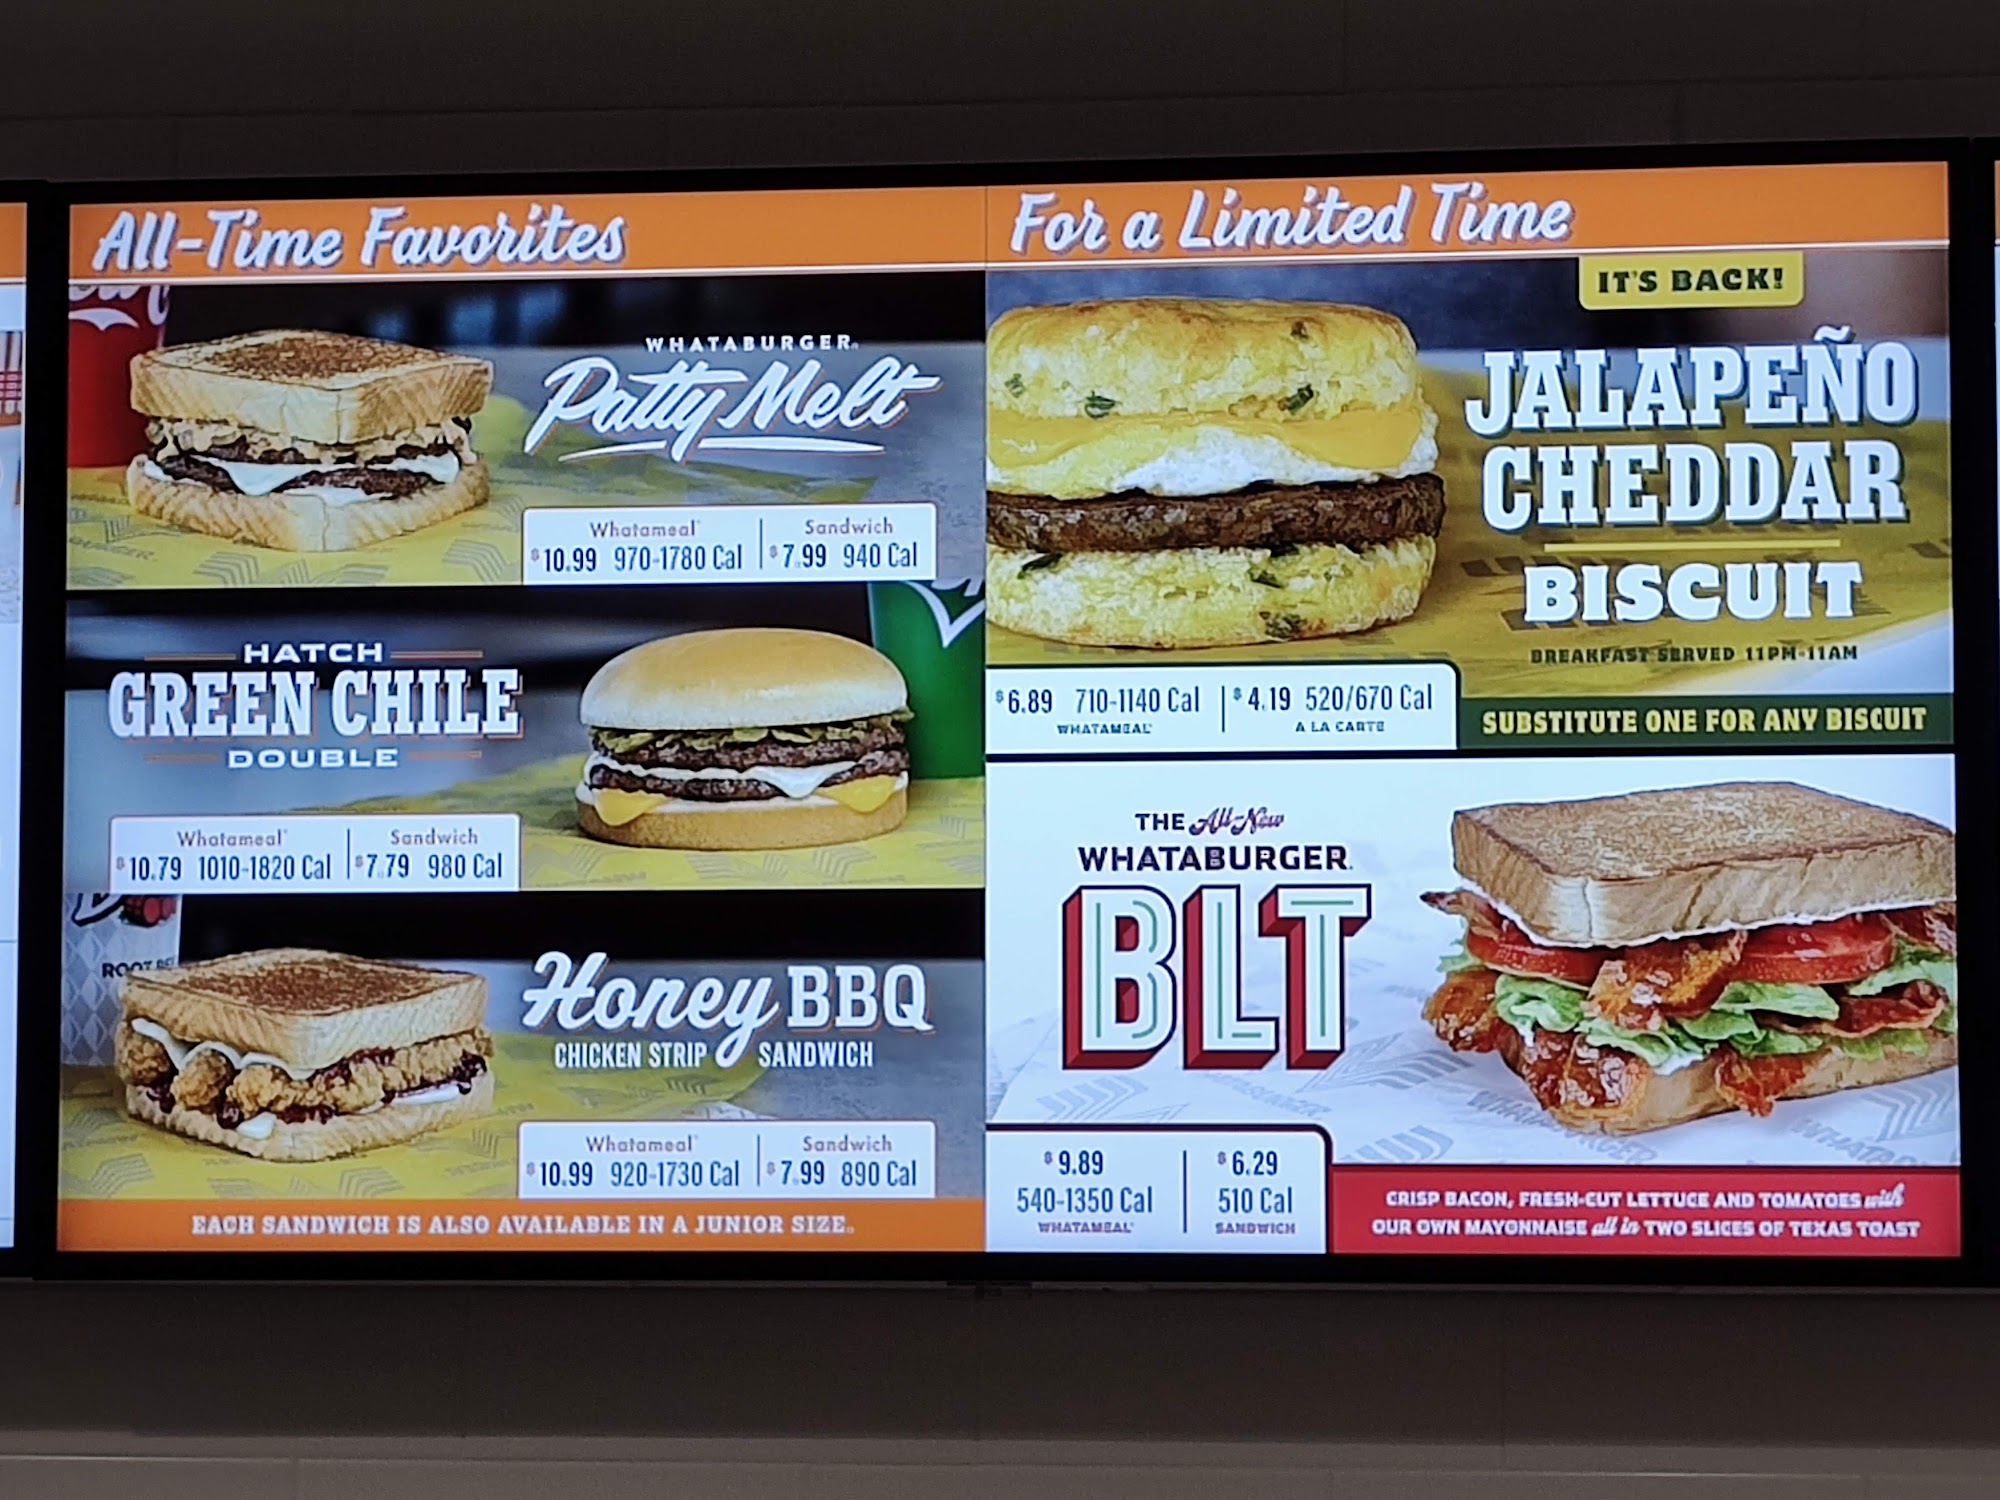 All-Time Favorites
WHATABURGER
Patty Melt
Whatameal Sandwich
$10.99 970-1780 Cal $7.99 940 Cal
HATCH
GREEN CHILE
DOUBLE
Whatameal Sandwich
$10.79 1010-1820 Cal $7.79 980 Cal
ROOT
Honey BBQ
CHICKEN STRIP SANDWICH
Whatameal Sandwich
$10.99 920-1730 Cal $7.99 890 Cal
EACH SANDWICH IS ALSO AVAILABLE IN A JUNIOR SIZE.
For a Limited Time
IT'S BACK!
JALAPEÑO
CHEDDAR
BISCUIT
BREAKFAST SERVED 11PM-11AM
$6.89 710-1140 Cal $4.19 520/670 Cal
WHATAMEAL A LA CARTE
SUBSTITUTE ONE FOR ANY BISCUIT
THE All-New
WHATABURGER
BLT
$9.89 $6.29
540-1350 Cal 510 Cal
WHATAMEAL SANDWICH
CRISP BACON, FRESH-CUT LETTUCE AND TOMATOES with
OUR OWN MAYONNAISE all in TWO SLICES OF TEXAS TOAST